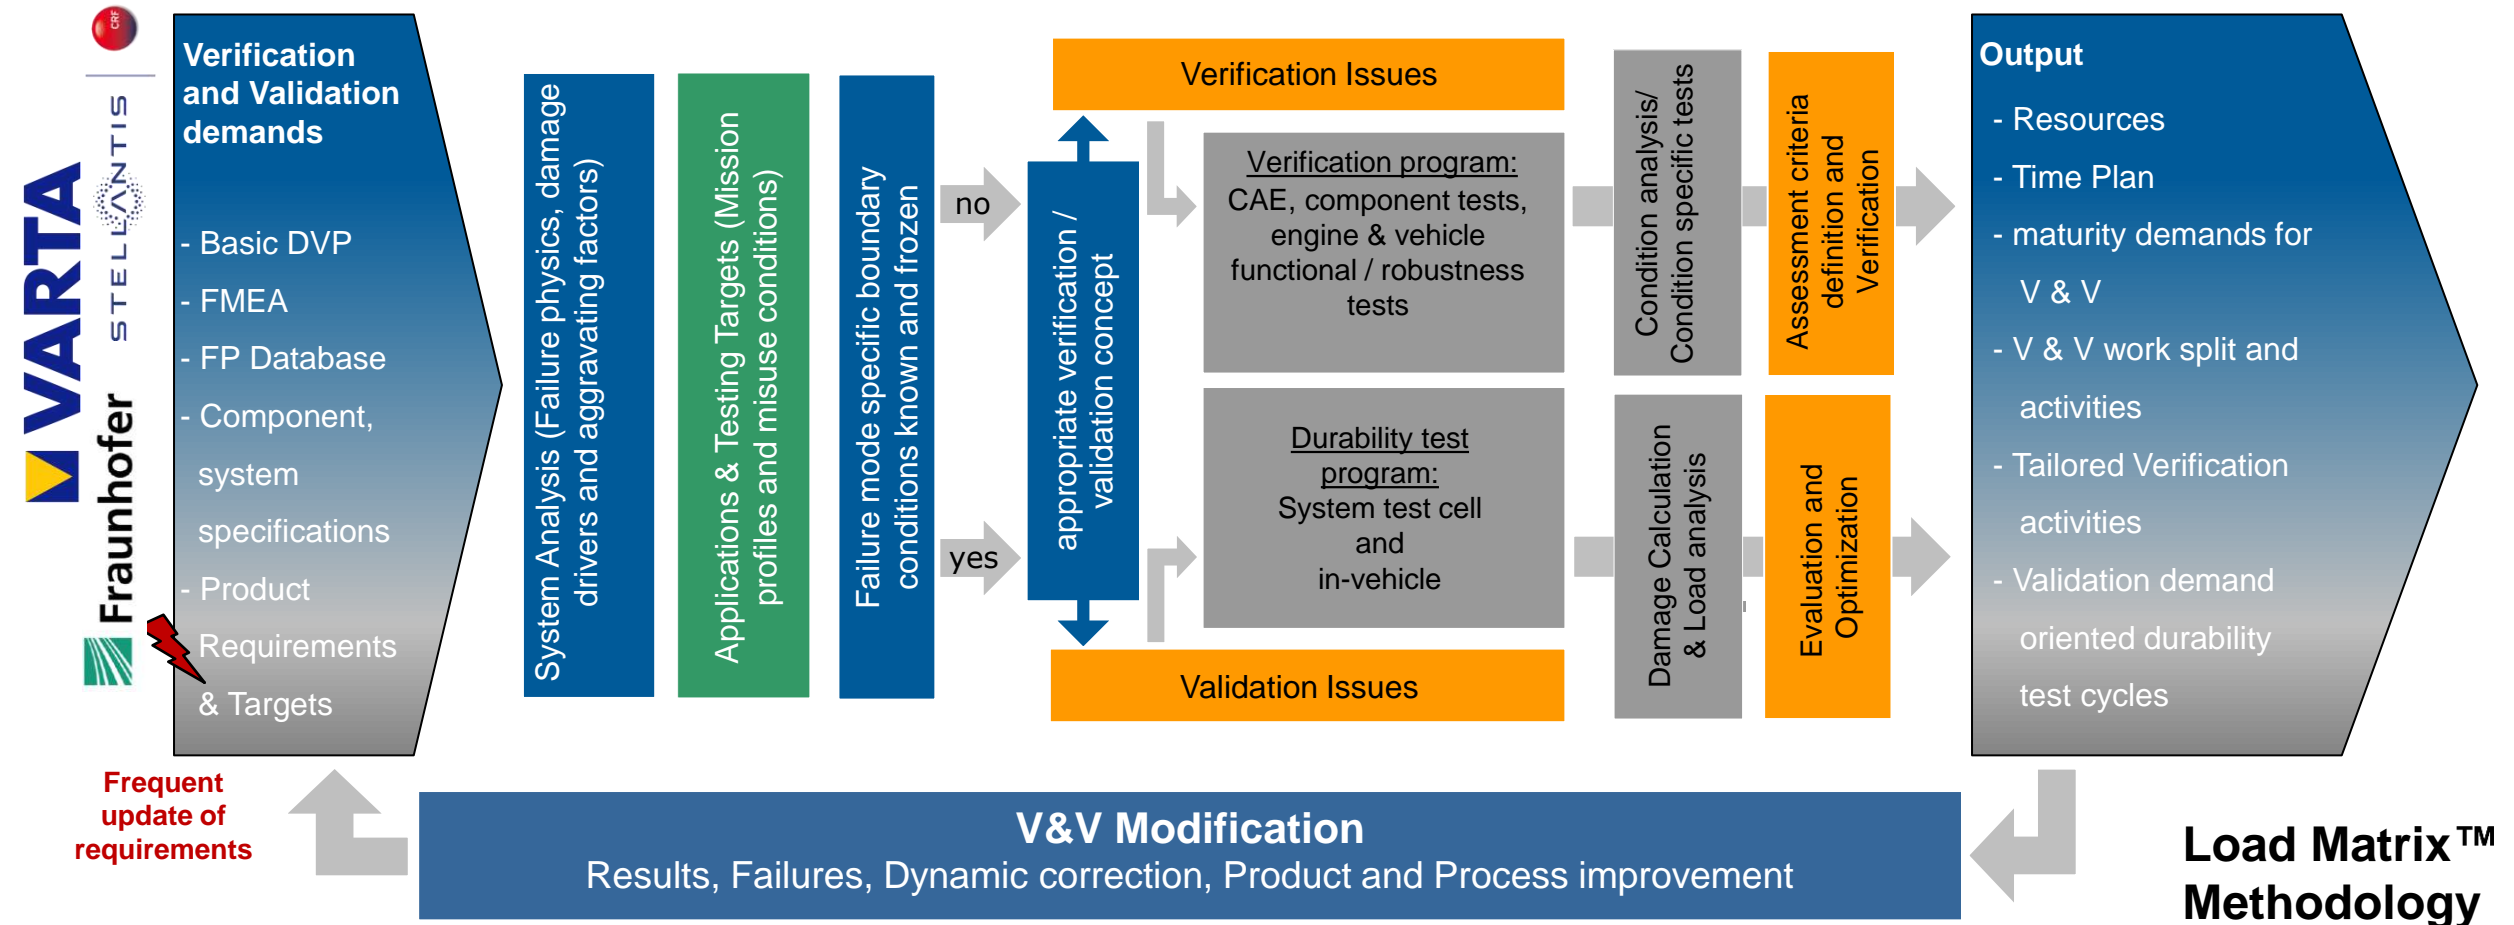 CRF
STELLANTIS
VARTA
Fraunhofer
Verification
and Validation
demands
- Basic DVP
- FMEA
- FP Database
- Component,
system
specifications
- Product
Requirements
& Targets
Frequent
update of
requirements
System Analysis (Failure physics, damage
drivers and aggravating factors)
Applications & Testing Targets (Mission
profiles and misuse conditions)
Failure mode specific boundary
conditions known and frozen
no
yes
appropriate verification /
validation concept
Verification Issues
Verification program:
CAE, component tests,
engine & vehicle
functional / robustness
tests
Durability test
program:
System test cell
and
in-vehicle
Validation Issues
Condition analysis/
Condition specific tests
Assessment criteria
definition and
Verification
Damage Calculation
& Load analysis
Evaluation and
Optimization
Output
- Resources
- Time Plan
- maturity demands for
V & V
- V & V work split and
activities
- Tailored Verification
activities
- Validation demand
oriented durability
test cycles
V&V Modification
Results, Failures, Dynamic correction, Product and Process improvement
Load Matrix™
Methodology